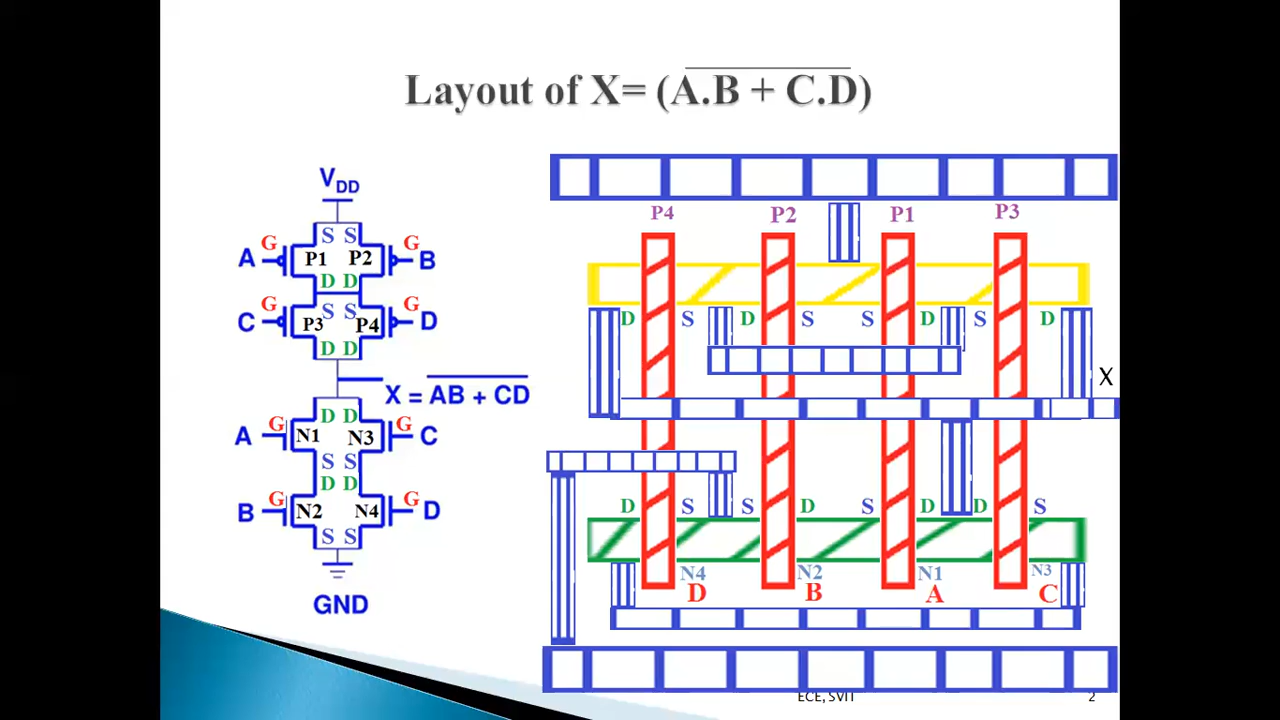 Layout of X= (A.B + C.D)
VDD
S S
G G
A P1 P2 B
D D
G S S G
C P3 P4 D
D D
X = AB + CD
D D
G G
A N1 N3 C
S S
D D
G G
B N2 N4 D
S S
GND
P4 P2 P1 P3
D S D S S D S D
X
D S S D S D D S
N4 N2 N1 N3
D B A C
ECE, SVIT 2